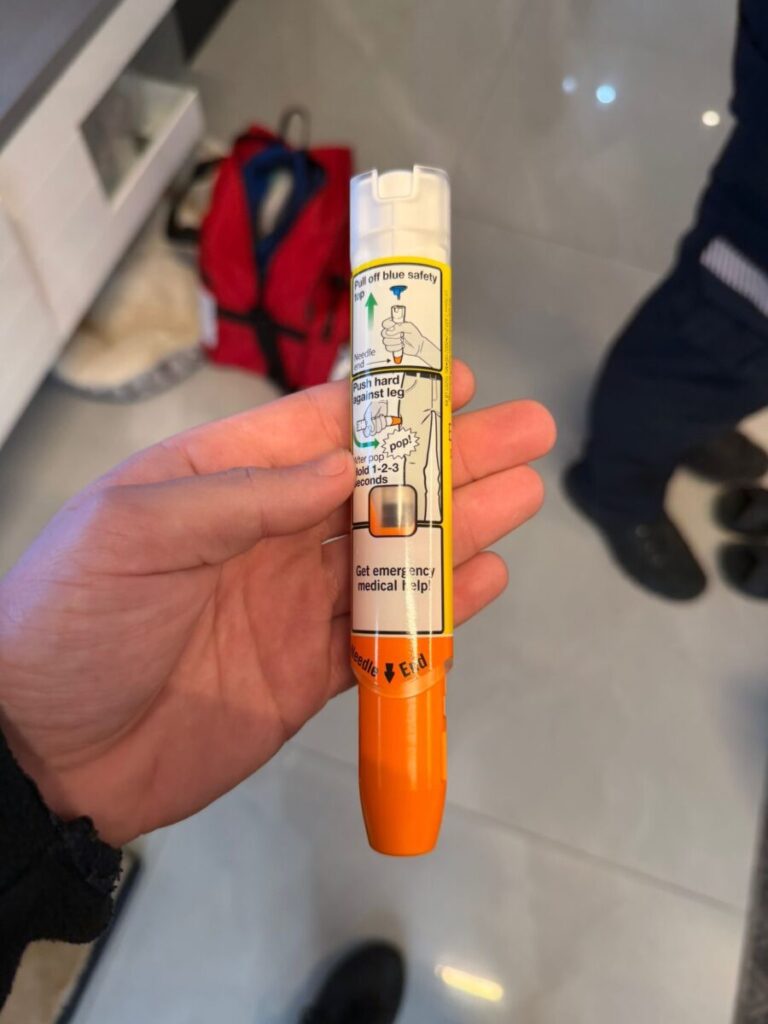 Pull off blue safety
top
Needle
end
Push hard
against leg
pop!
After pop
Hold 1-2-3
seconds
Get emergency
medical help!
Needle End